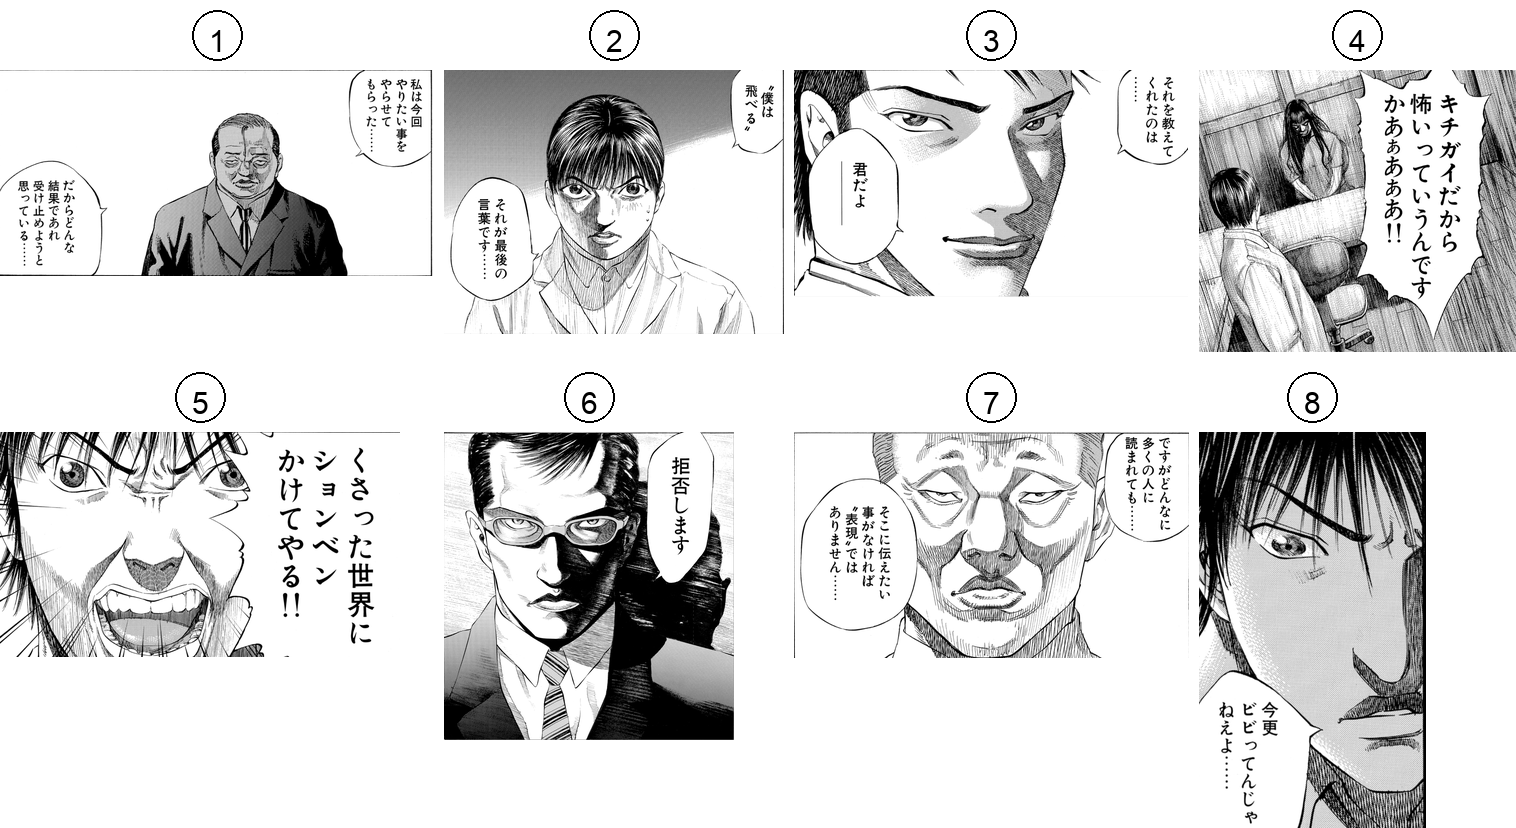 1
私は今回
やりたい事を
やらせて
もらった……
だからどんな
結果であれ
受け止めようと
思っている……
2
“僕は
飛べる”
それが最後の
言葉です……
3
それを教えて
くれたのは
……
君だよ
――
4
キチガイだから
怖いっていうんです
かあぁあぁあ!!
5
くさった世界に
ションベン
かけてやる!!
6
拒否します
7
ですがどんなに
多くの人に
読まれても……
そこに伝えたい
事がなければ
“表現”では
ありません……
8
今更
ビビってんじゃ
ねえよ……